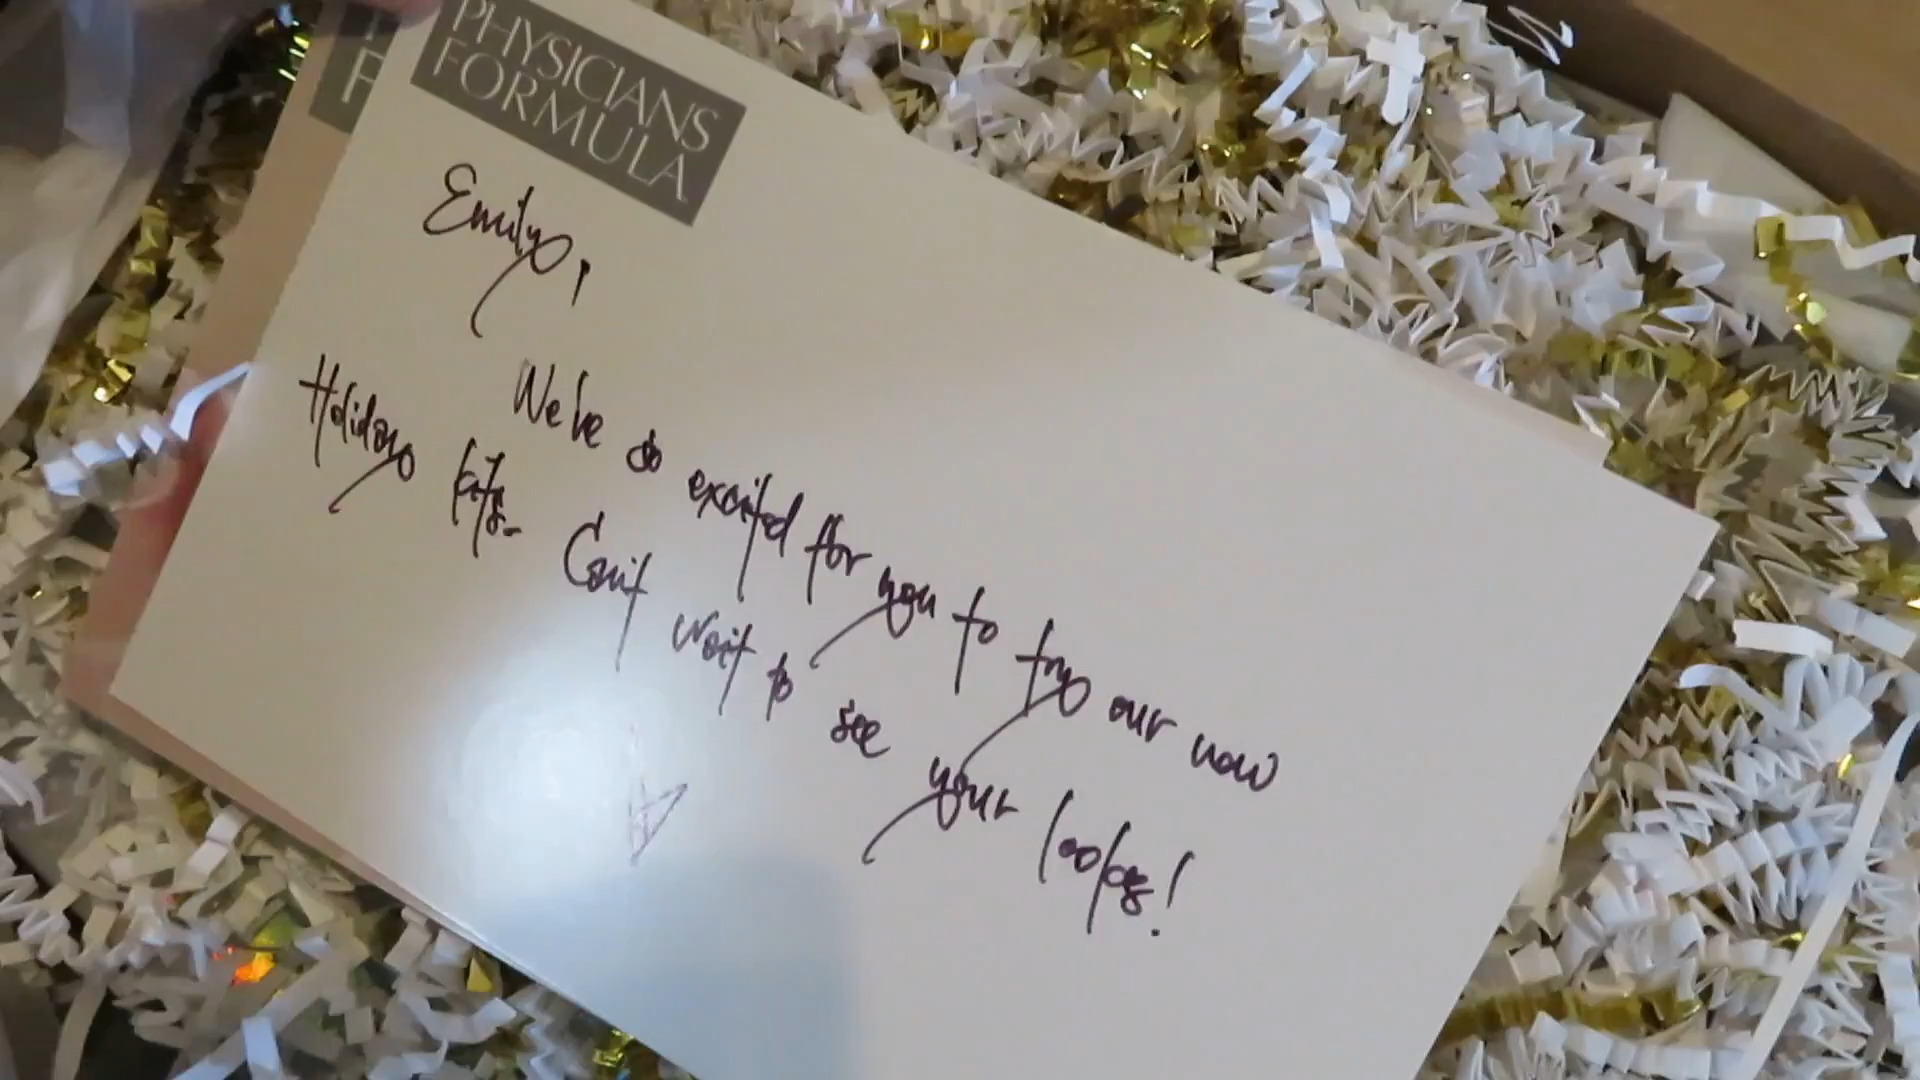 PHYSICIANS
FORMULA
Emily,
We're so excited for you to try our new
Holiday kits. Can't wait to see your looks!
F